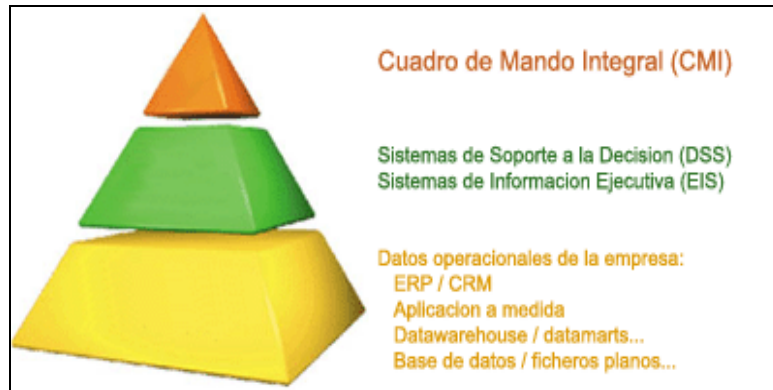 Cuadro de Mando Integral (CMI)
Sistemas de Soporte a la Decision (DSS)
Sistemas de Informacion Ejecutiva (EIS)
Datos operacionales de la empresa:
ERP / CRM
Aplicacion a medida
Datawarehouse / datamarts...
Base de datos / ficheros planos...